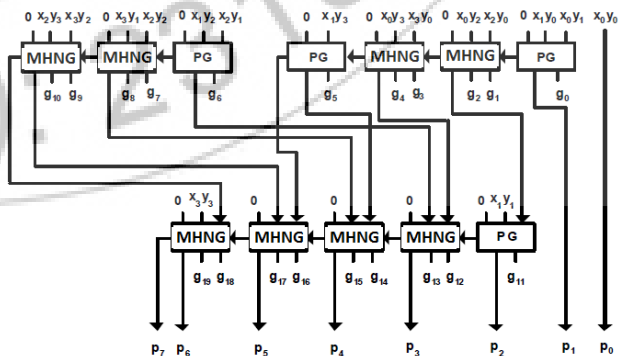 0 x₂y₃ x₃y₂ 0 x₃y₁ x₂y₂ 0 x₁y₂ x₂y₁ 0 x₁y₃ 0 x₀y₃ x₃y₀ 0 x₀y₂ x₂y₀ 0 x₁y₀ x₀y₁ x₀y₀
MHNG MHNG PG PG MHNG MHNG PG
g₁₀ g₉ g₈ g₇ g₆ g₅ g₄ g₃ g₂ g₁ g₀
0 x₃y₃ 0 0 0 0 x₁y₁
MHNG MHNG MHNG MHNG PG
g₁₉ g₁₈ g₁₇ g₁₆ g₁₅ g₁₄ g₁₃ g₁₂ g₁₁
p₇ p₆ p₅ p₄ p₃ p₂ p₁ p₀